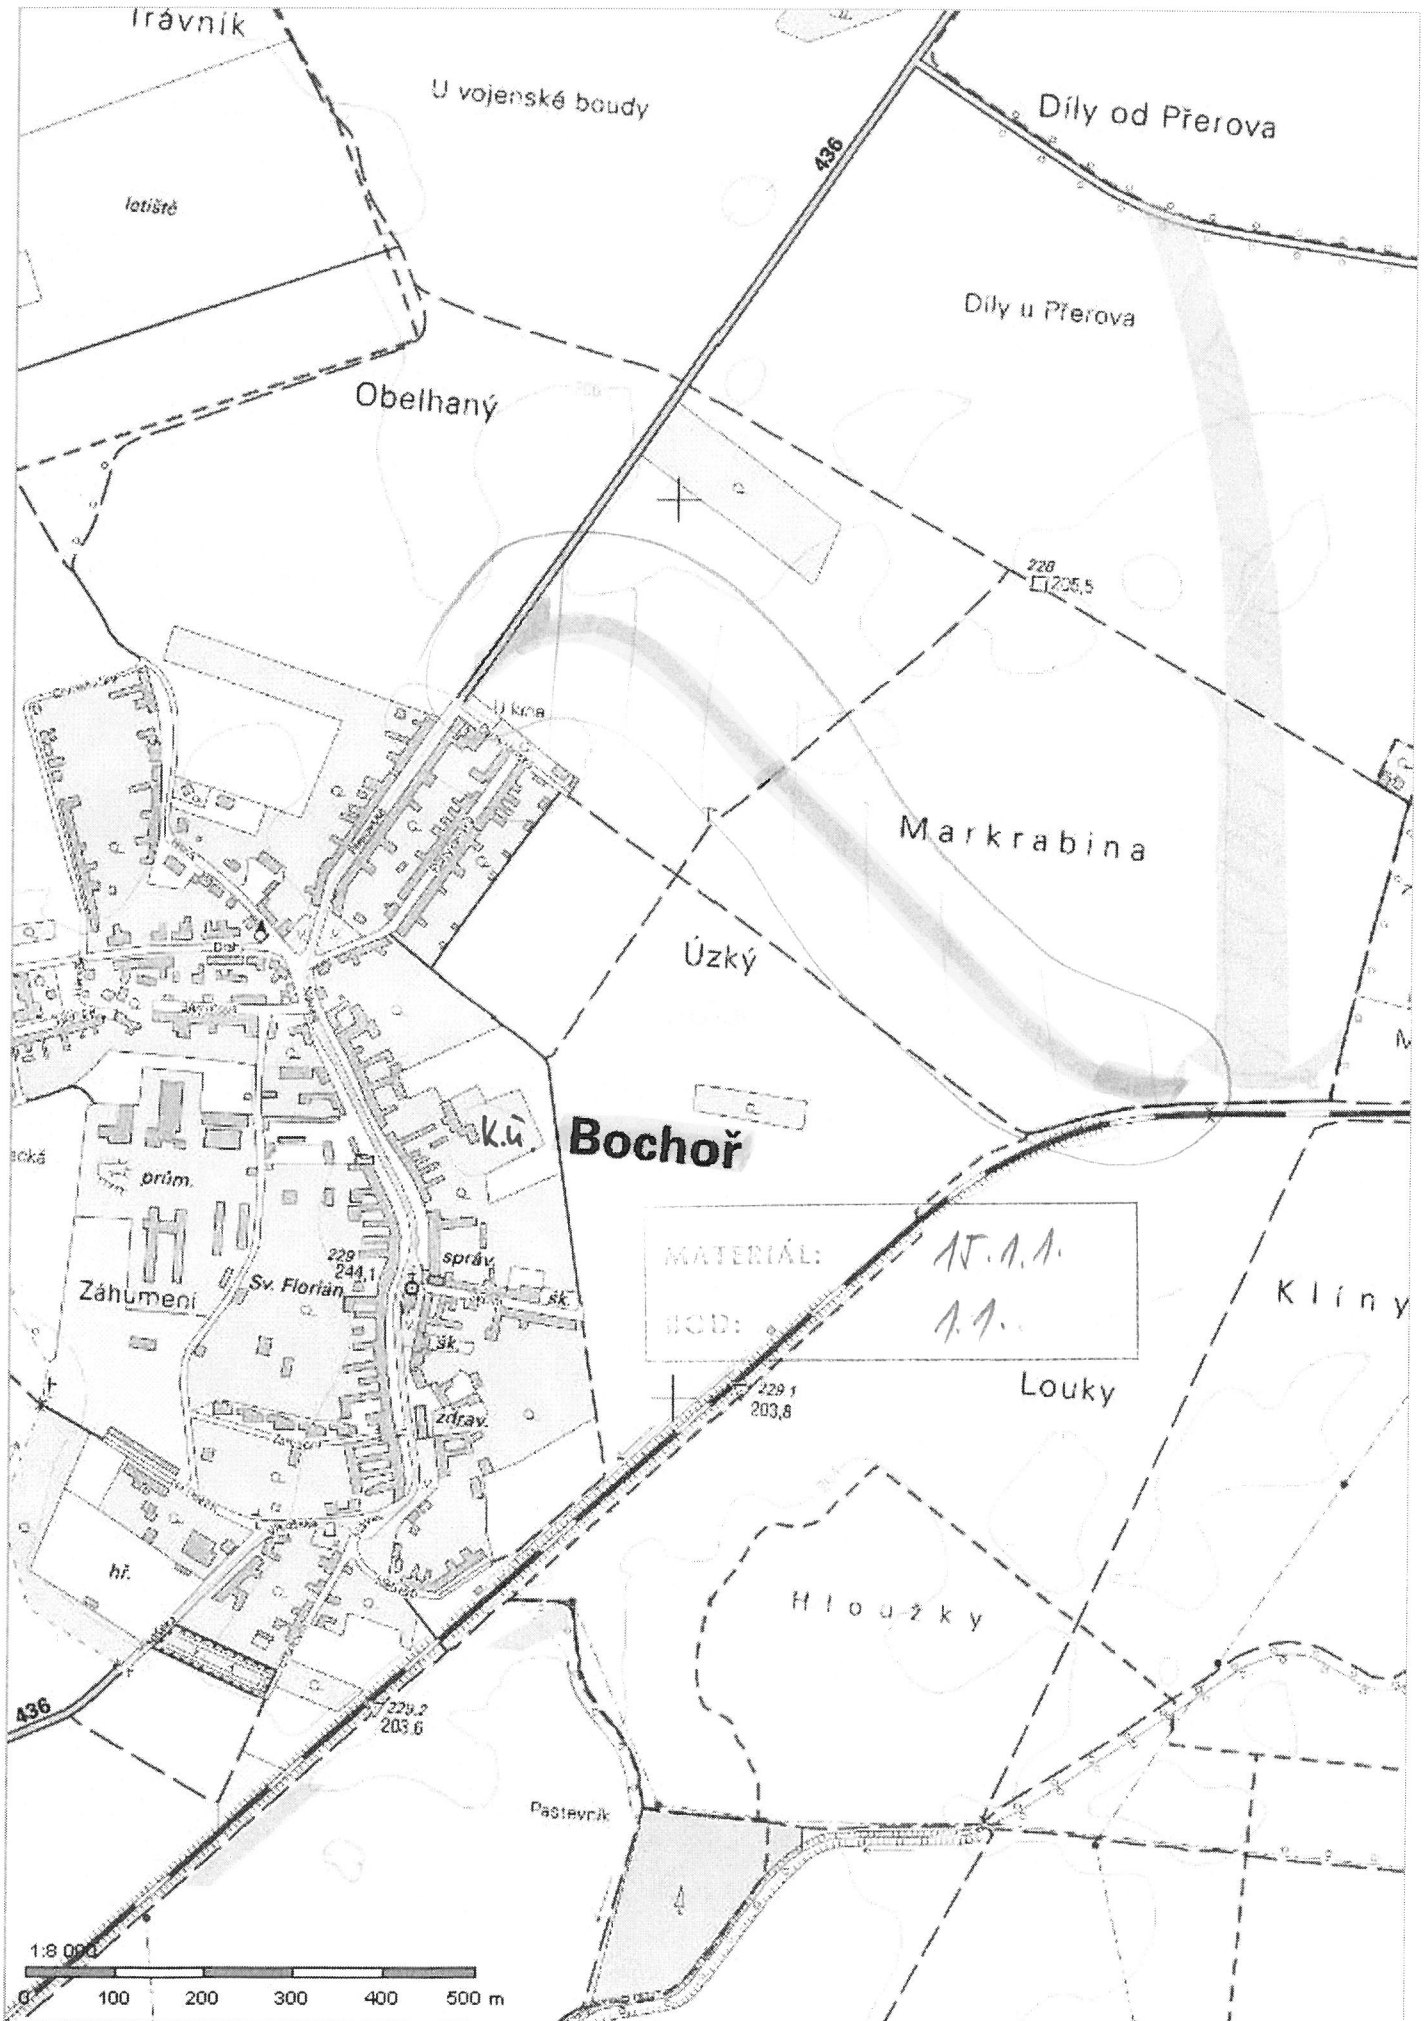 Trávník
U vojenské boudy
Díly od Přerova
436
letiště
Díly u Přerova
Obelhaný
228
205,5
Markrabina
Úzký
K.ú. Bochoř
prům.
229
244,1
Sv. Florián
správ.
šk.
Záhumení
MATERIÁL: 15.1.1.
BOD: 1.1.
Klíny
šk.
229.1
203,8
Louky
zdrav.
hř.
Hloužky
436
229.2
203.6
Pastevník
1:8 000
0 100 200 300 400 500 m